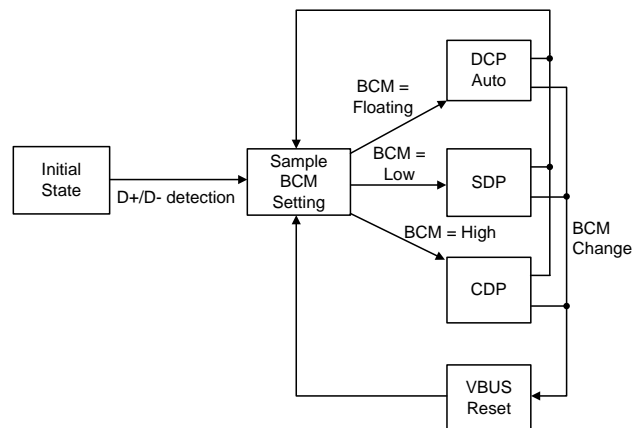 DCP
Auto
BCM =
Floating
Initial
State
D+/D- detection
Sample
BCM
Setting
BCM =
Low
SDP
BCM = High
CDP
BCM
Change
VBUS
Reset